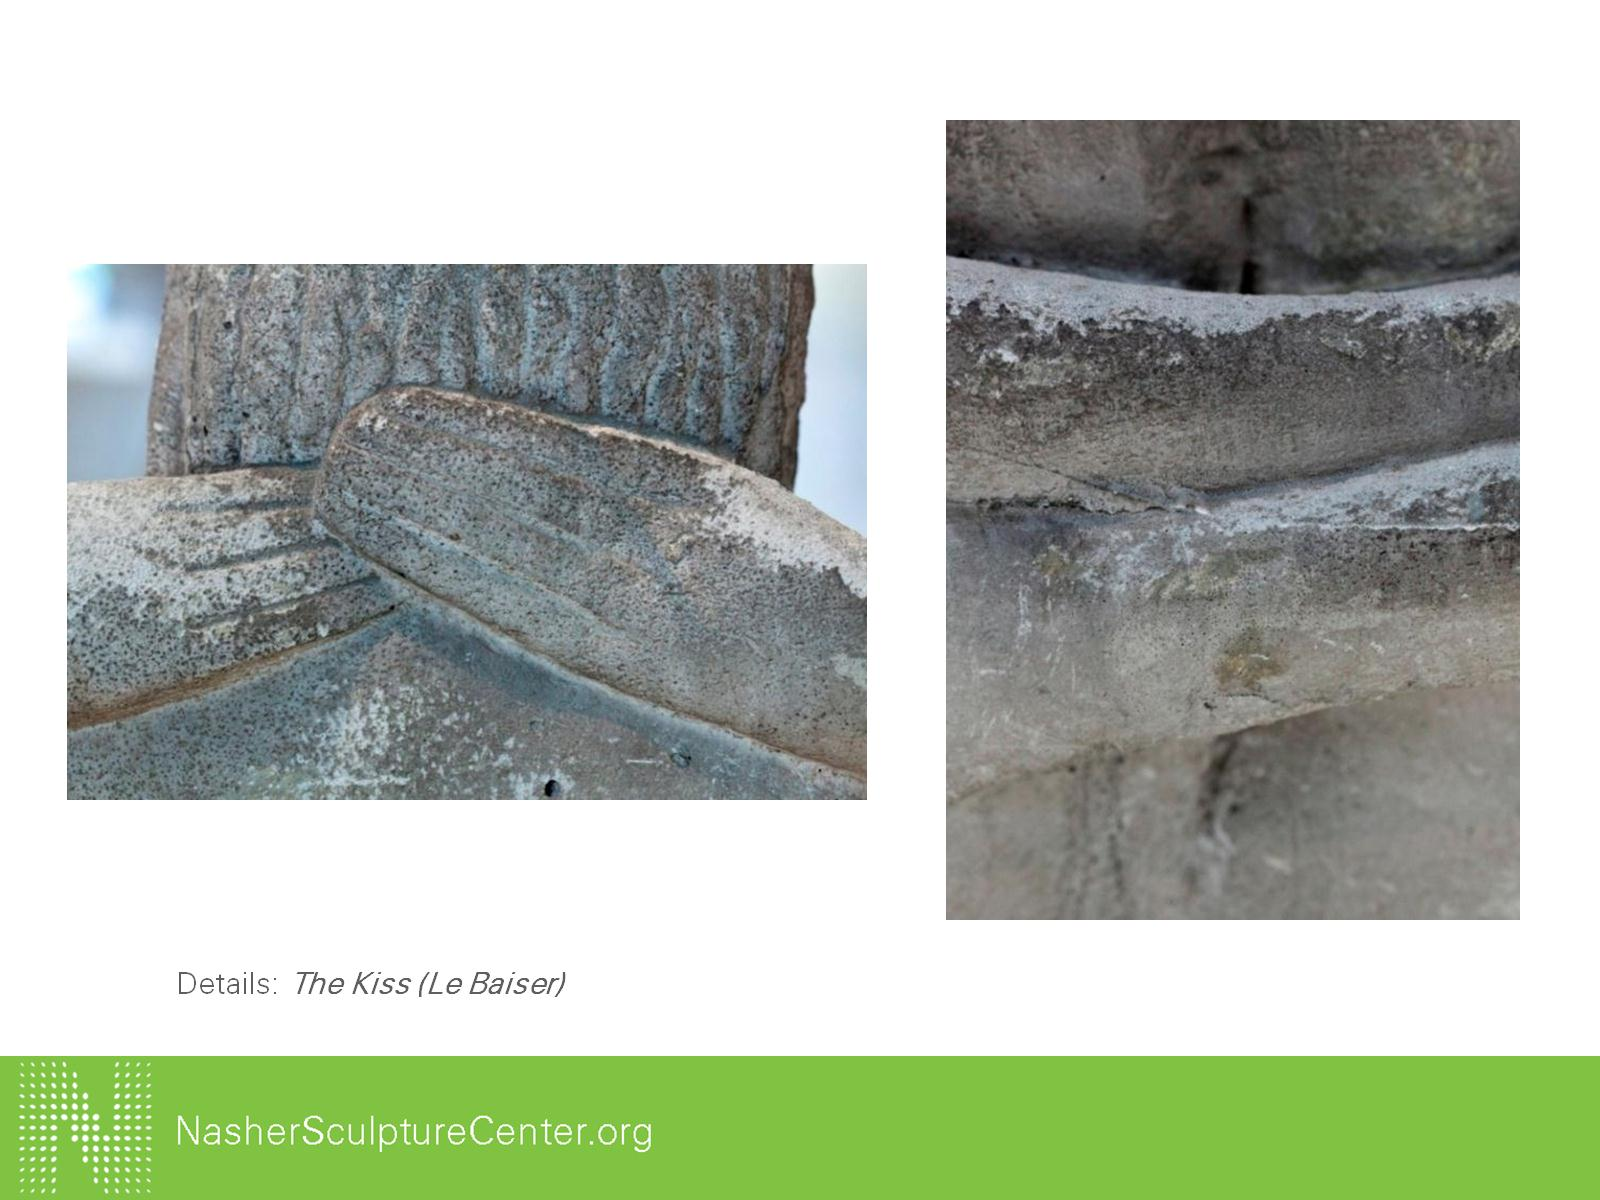 Details: The Kiss (Le Baiser)
NasherSculptureCenter.org